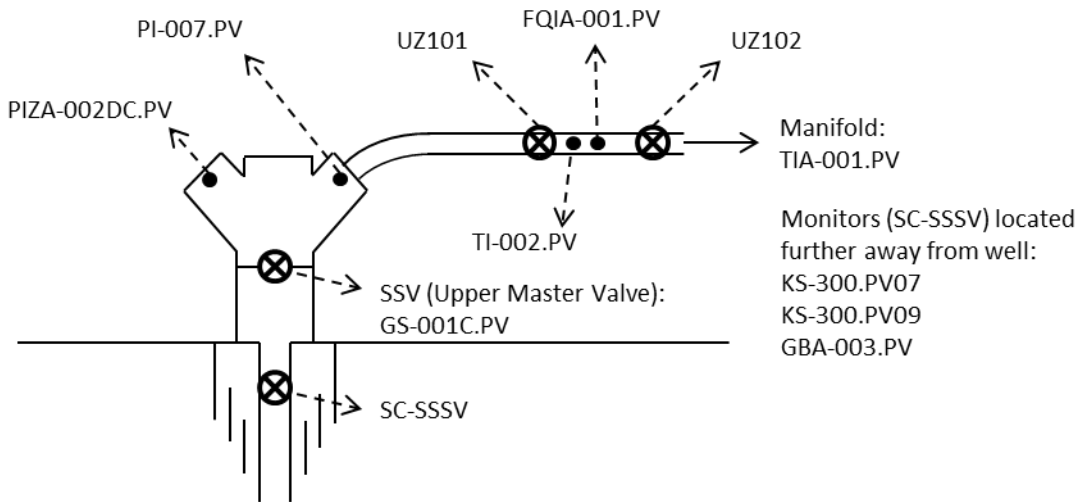 FQIA-001.PV
PI-007.PV
UZ101
UZ102
PIZA-002DC.PV
Manifold:
TIA-001.PV
TI-002.PV
Monitors (SC-SSSV) located
further away from well:
KS-300.PV07
KS-300.PV09
GBA-003.PV
SSV (Upper Master Valve):
GS-001C.PV
SC-SSSV